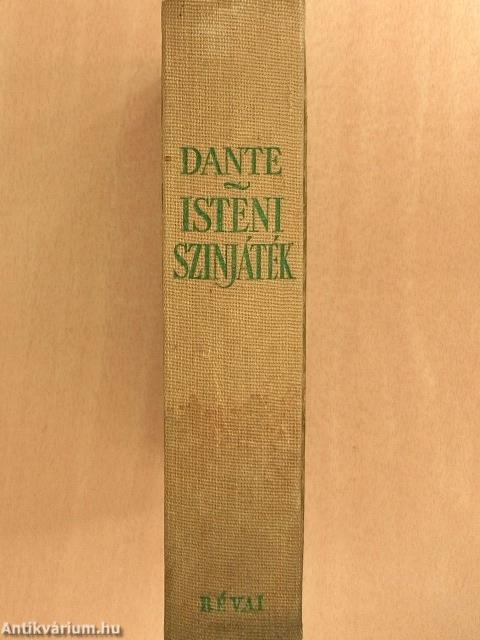 DANTE
~
ISTENI
SZINJÁTÉK
RÉVAI
Antikvárium.hu